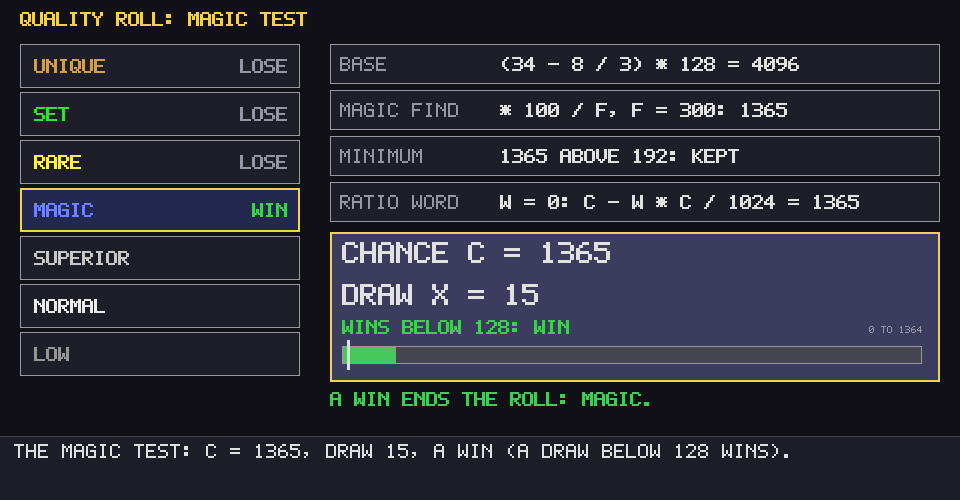 QUALITY ROLL: MAGIC TEST
UNIQUE LOSE
SET LOSE
RARE LOSE
MAGIC WIN
SUPERIOR
NORMAL
LOW
BASE (34 - 8 / 3) * 128 = 4096
MAGIC FIND * 100 / F, F = 300: 1365
MINIMUM 1365 ABOVE 192: KEPT
RATIO WORD W = 0: C - W * C / 1024 = 1365
CHANCE C = 1365
DRAW X = 15
WINS BELOW 128: WIN
0 TO 1364
A WIN ENDS THE ROLL: MAGIC.
THE MAGIC TEST: C = 1365, DRAW 15, A WIN (A DRAW BELOW 128 WINS).